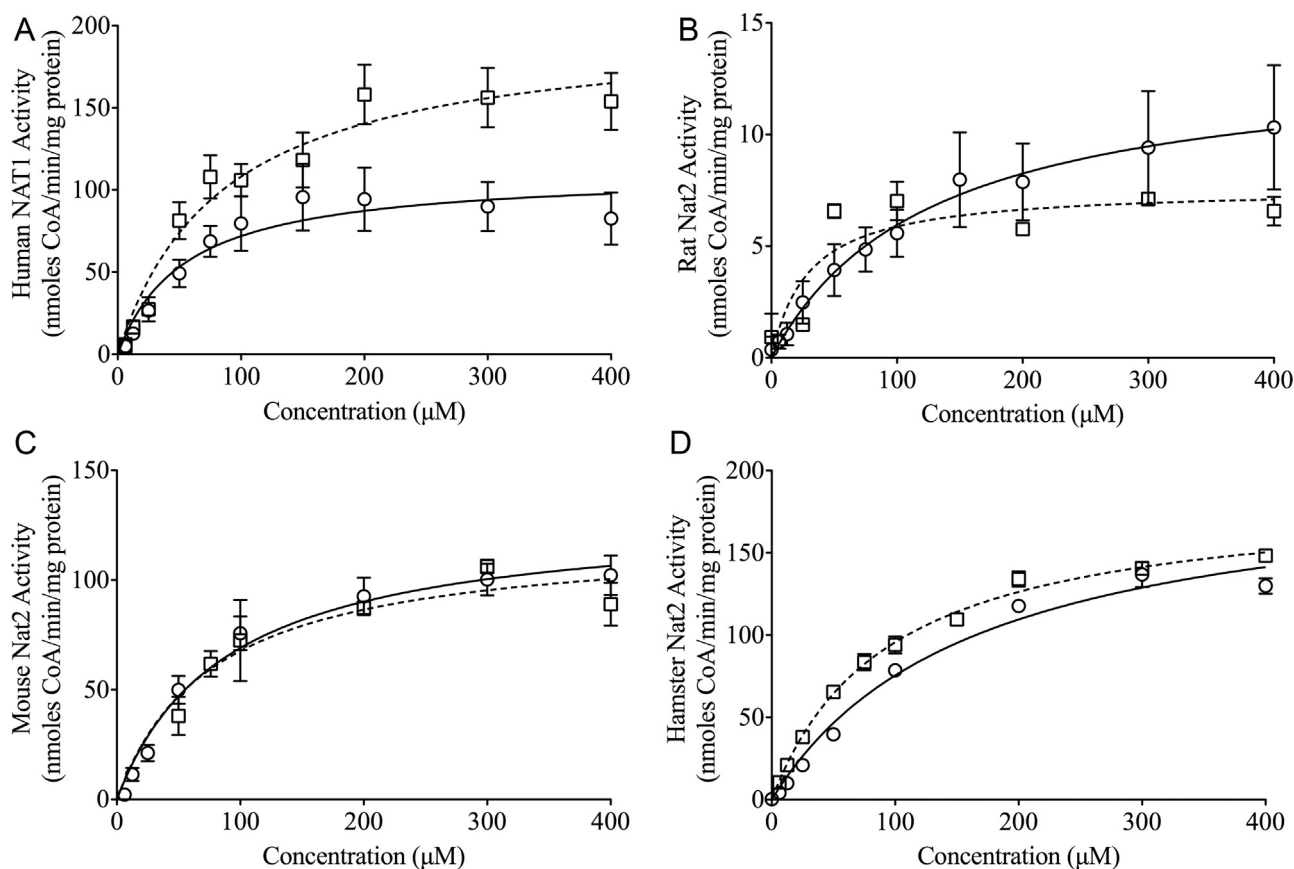 A
Human NAT1 Activity
(nmoles CoA/min/mg protein)
200
150
100
50
0
0 100 200 300 400
Concentration (μM)
B
Rat Nat2 Activity
(nmoles CoA/min/mg protein)
15
10
5
0
0 100 200 300 400
Concentration (μM)
C
Mouse Nat2 Activity
(nmoles CoA/min/mg protein)
150
100
50
0
0 100 200 300 400
Concentration (μM)
D
Hamster Nat2 Activity
(nmoles CoA/min/mg protein)
200
150
100
50
0
0 100 200 300 400
Concentration (μM)